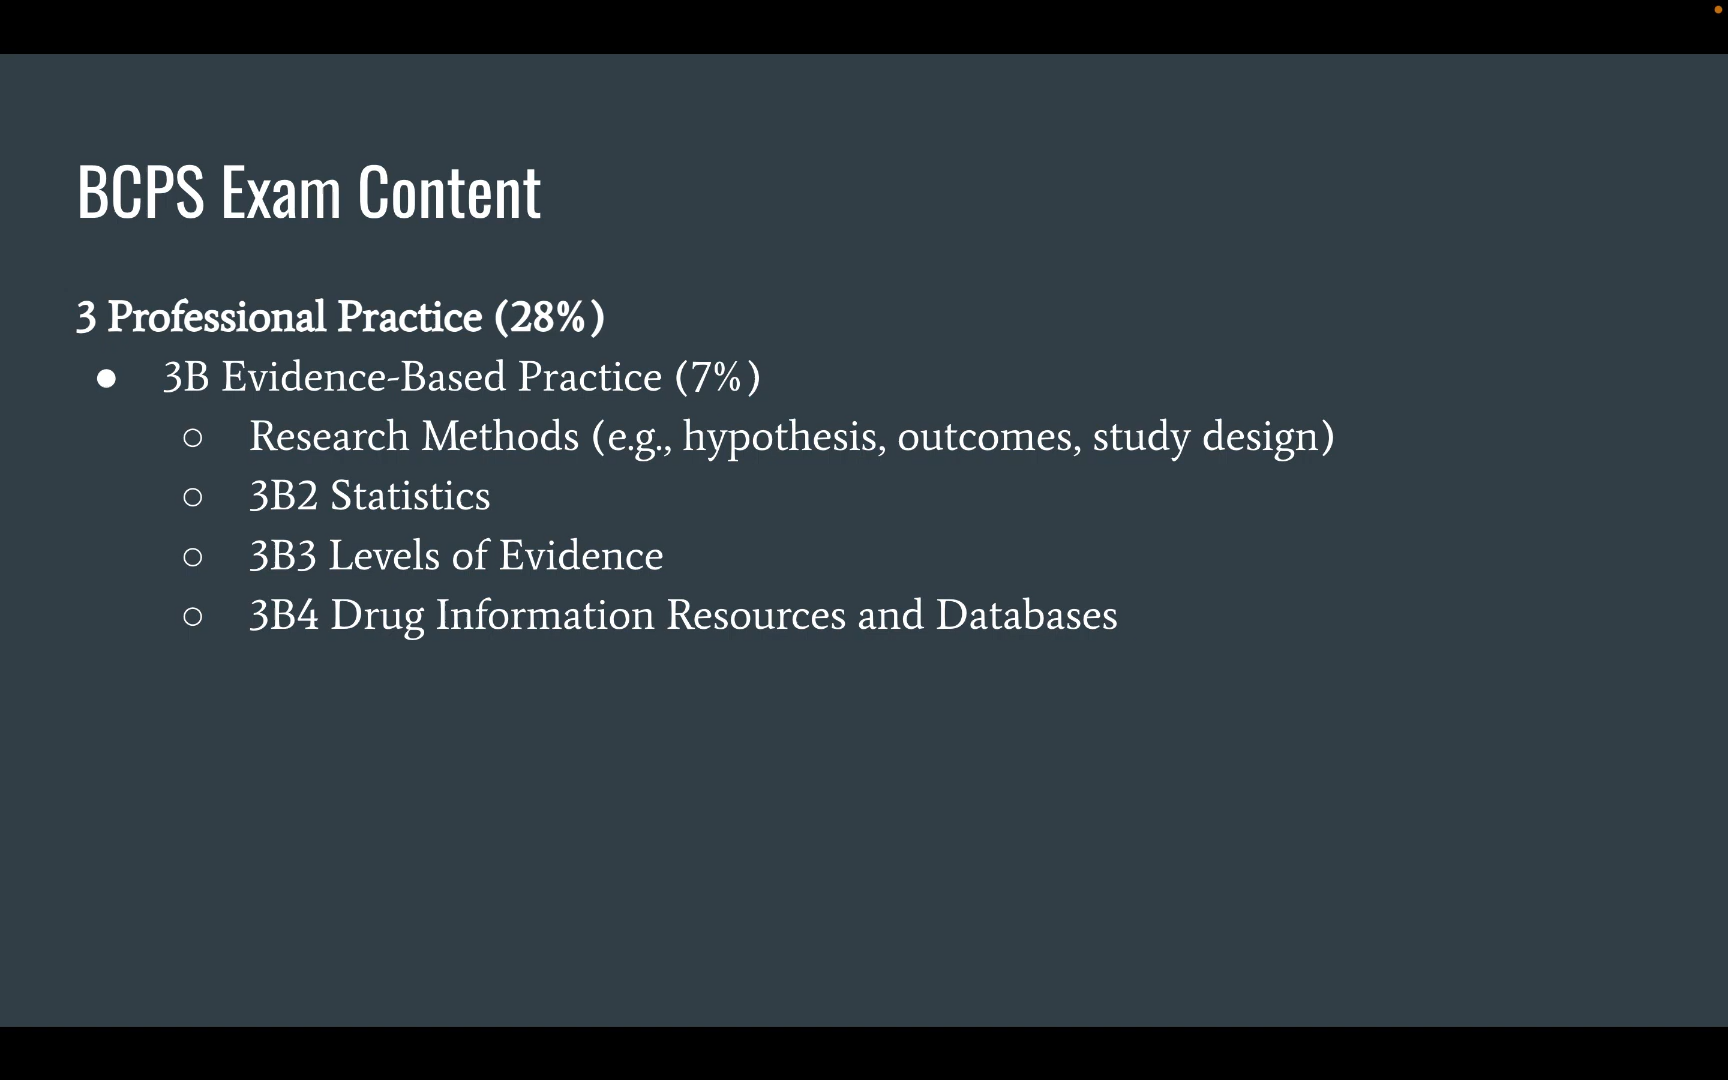 BCPS Exam Content
3 Professional Practice (28%)
● 3B Evidence-Based Practice (7%)
○ Research Methods (e.g., hypothesis, outcomes, study design)
○ 3B2 Statistics
○ 3B3 Levels of Evidence
○ 3B4 Drug Information Resources and Databases